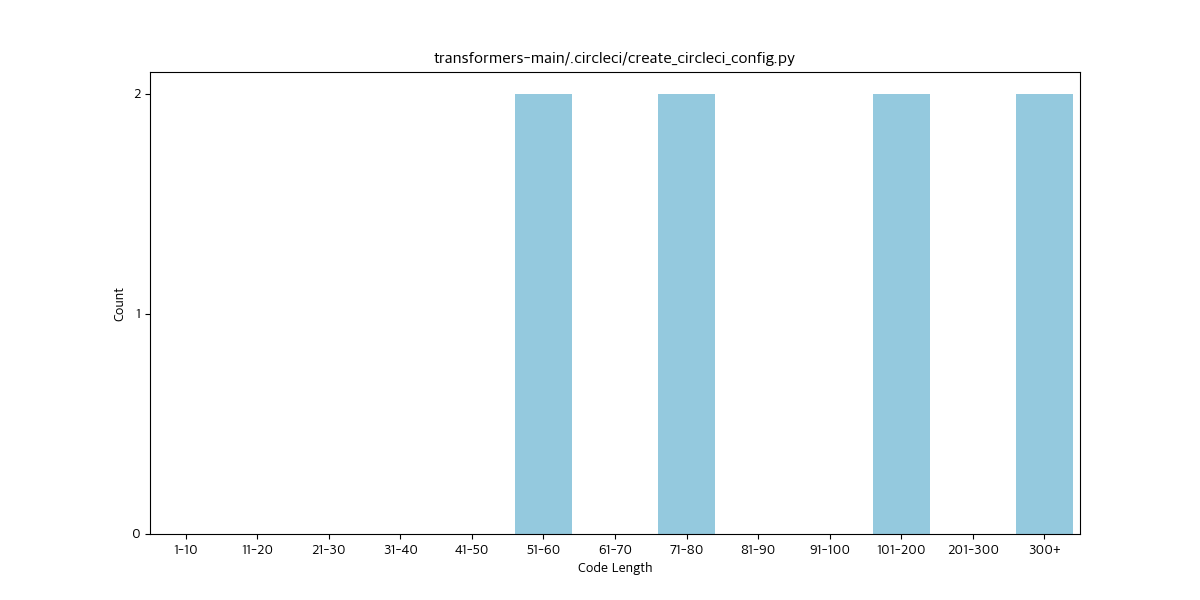 transformers-main/.circleci/create_circleci_config.py
2
1
0
Count
1-10 11-20 21-30 31-40 41-50 51-60 61-70 71-80 81-90 91-100 101-200 201-300 300+
Code Length